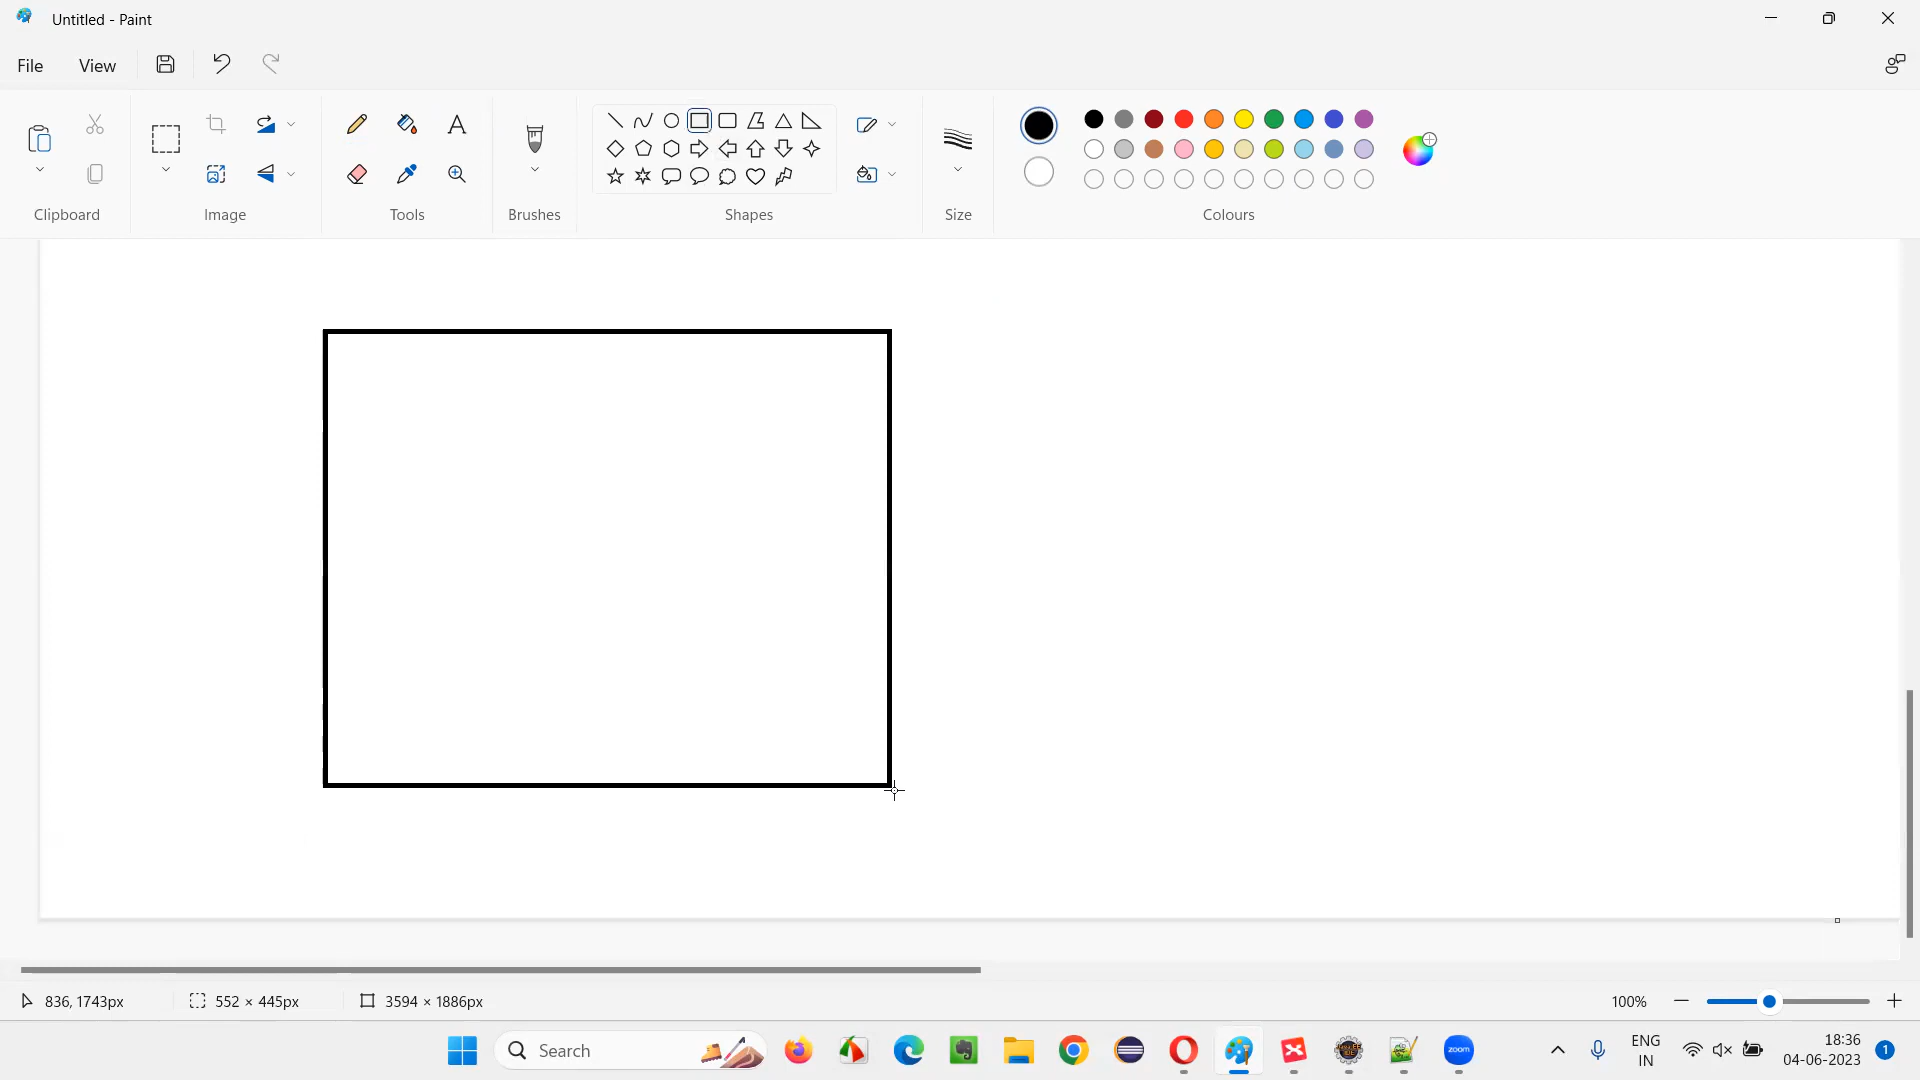 Untitled - Paint
File View
Clipboard Image Tools Brushes Shapes Size Colours
836, 1743px 552 × 445px 3594 × 1886px 100%
Search zoom ENG 18:36
IN 04-06-2023 1